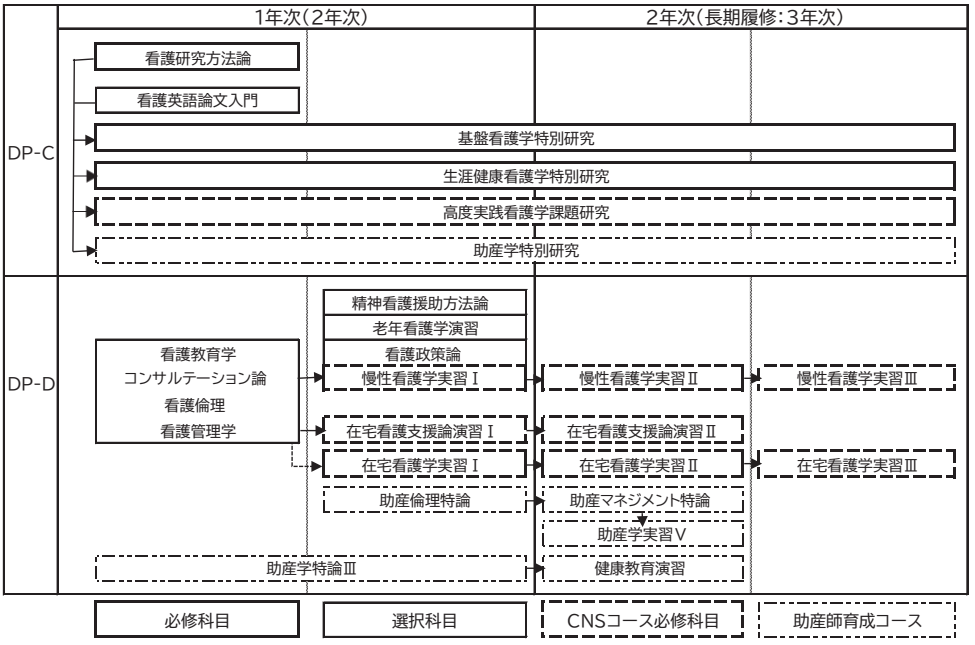 1年次（2年次）
2年次（長期履修：3年次）
DP-C
看護研究方法論
看護英語論文入門
基盤看護学特別研究
生涯健康看護学特別研究
高度実践看護学課題研究
助産学特別研究
DP-D
看護教育学
コンサルテーション論
看護倫理
看護管理学
精神看護援助方法論
老年看護学演習
看護政策論
慢性看護学実習Ⅰ
慢性看護学実習Ⅱ
慢性看護学実習Ⅲ
在宅看護支援論演習Ⅰ
在宅看護支援論演習Ⅱ
在宅看護学実習Ⅰ
在宅看護学実習Ⅱ
在宅看護学実習Ⅲ
助産倫理特論
助産マネジメント特論
助産学実習Ⅴ
助産学特論Ⅲ
健康教育演習
必修科目
選択科目
CNSコース必修科目
助産師育成コース